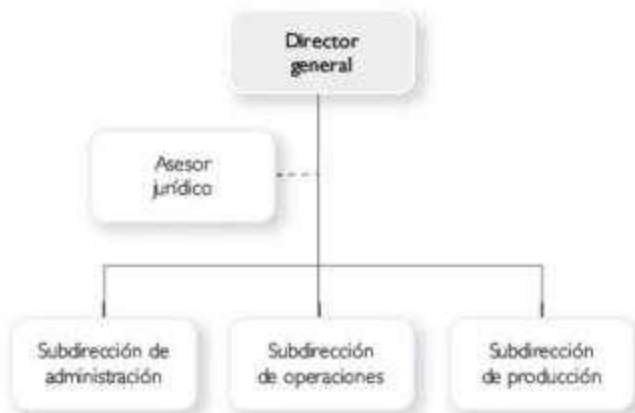 Director
general
Asesor
jurídico
Subdirección de
administración
Subdirección
de operaciones
Subdirección
de producción